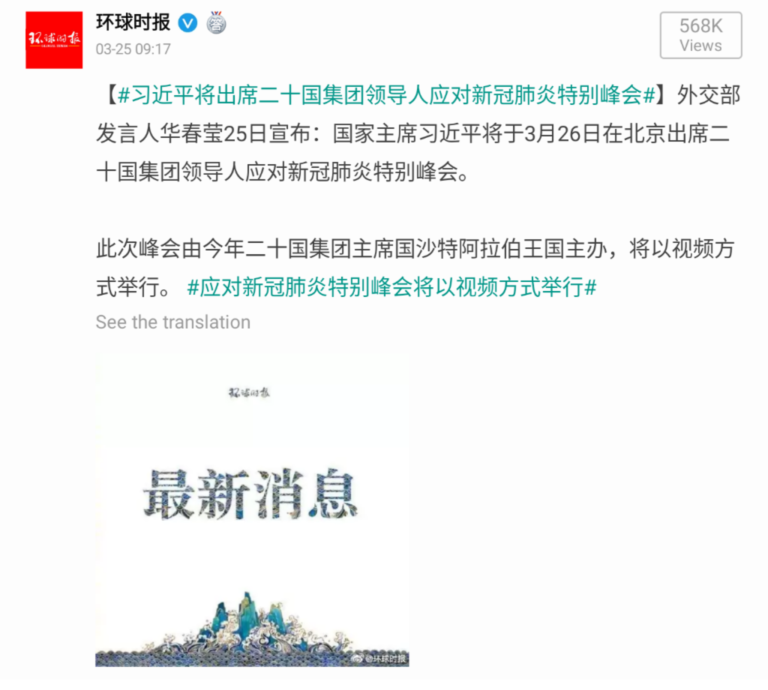 环球时报
环球时报
03-25 09:17
568K
Views
【#习近平将出席二十国集团领导人应对新冠肺炎特别峰会#】外交部
发言人华春莹25日宣布：国家主席习近平将于3月26日在北京出席二
十国集团领导人应对新冠肺炎特别峰会。
此次峰会由今年二十国集团主席国沙特阿拉伯王国主办，将以视频方
式举行。 #应对新冠肺炎特别峰会将以视频方式举行#
See the translation
环球时报
最新消息
@环球时报